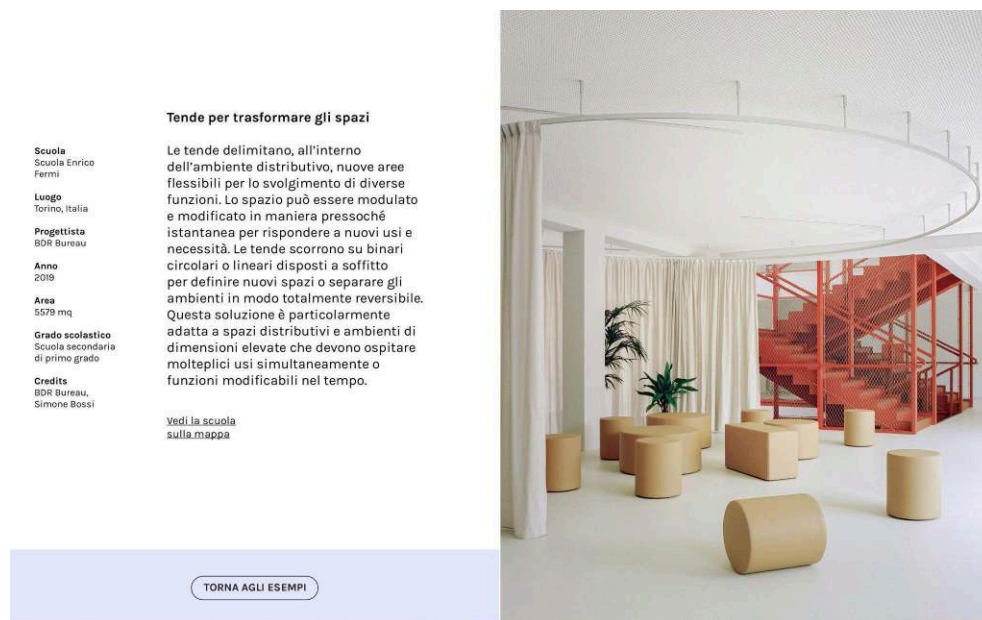 Tende per trasformare gli spazi
Scuola
Scuola Enrico
Fermi
Luogo
Torino, Italia
Progettista
BDR Bureau
Anno
2019
Area
5579 mq
Grado scolastico
Scuola secondaria
di primo grado
Credits
BDR Bureau,
Simone Bossi
Le tende delimitano, all’interno
dell’ambiente distributivo, nuove aree
flessibili per lo svolgimento di diverse
funzioni. Lo spazio può essere modulato
e modificato in maniera pressoché
istantanea per rispondere a nuovi usi e
necessità. Le tende scorrono su binari
circolari o lineari disposti a soffitto
per definire nuovi spazi o separare gli
ambienti in modo totalmente reversibile.
Questa soluzione è particolarmente
adatta a spazi distributivi e ambienti di
dimensioni elevate che devono ospitare
molteplici usi simultaneamente o
funzioni modificabili nel tempo.
Vedi la scuola
sulla mappa
TORNA AGLI ESEMPI